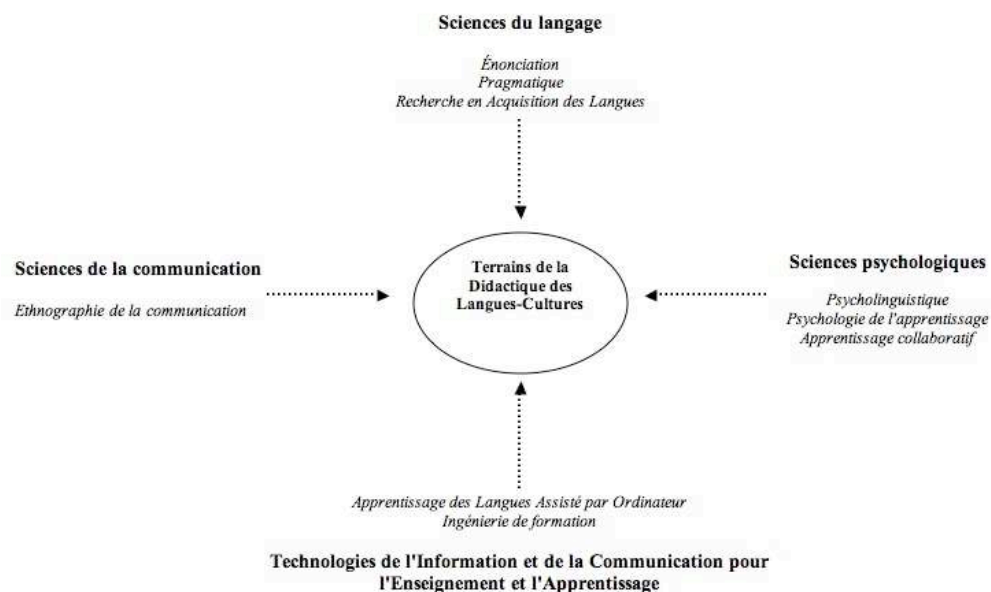 Sciences du langage
Énonciation
Pragmatique
Recherche en Acquisition des Langues
Sciences de la communication
Ethnographie de la communication
Terrains de la
Didactique des
Langues-Cultures
Sciences psychologiques
Psycholinguistique
Psychologie de l'apprentissage
Apprentissage collaboratif
Apprentissage des Langues Assisté par Ordinateur
Ingénierie de formation
Technologies de l'Information et de la Communication pour
l'Enseignement et l'Apprentissage